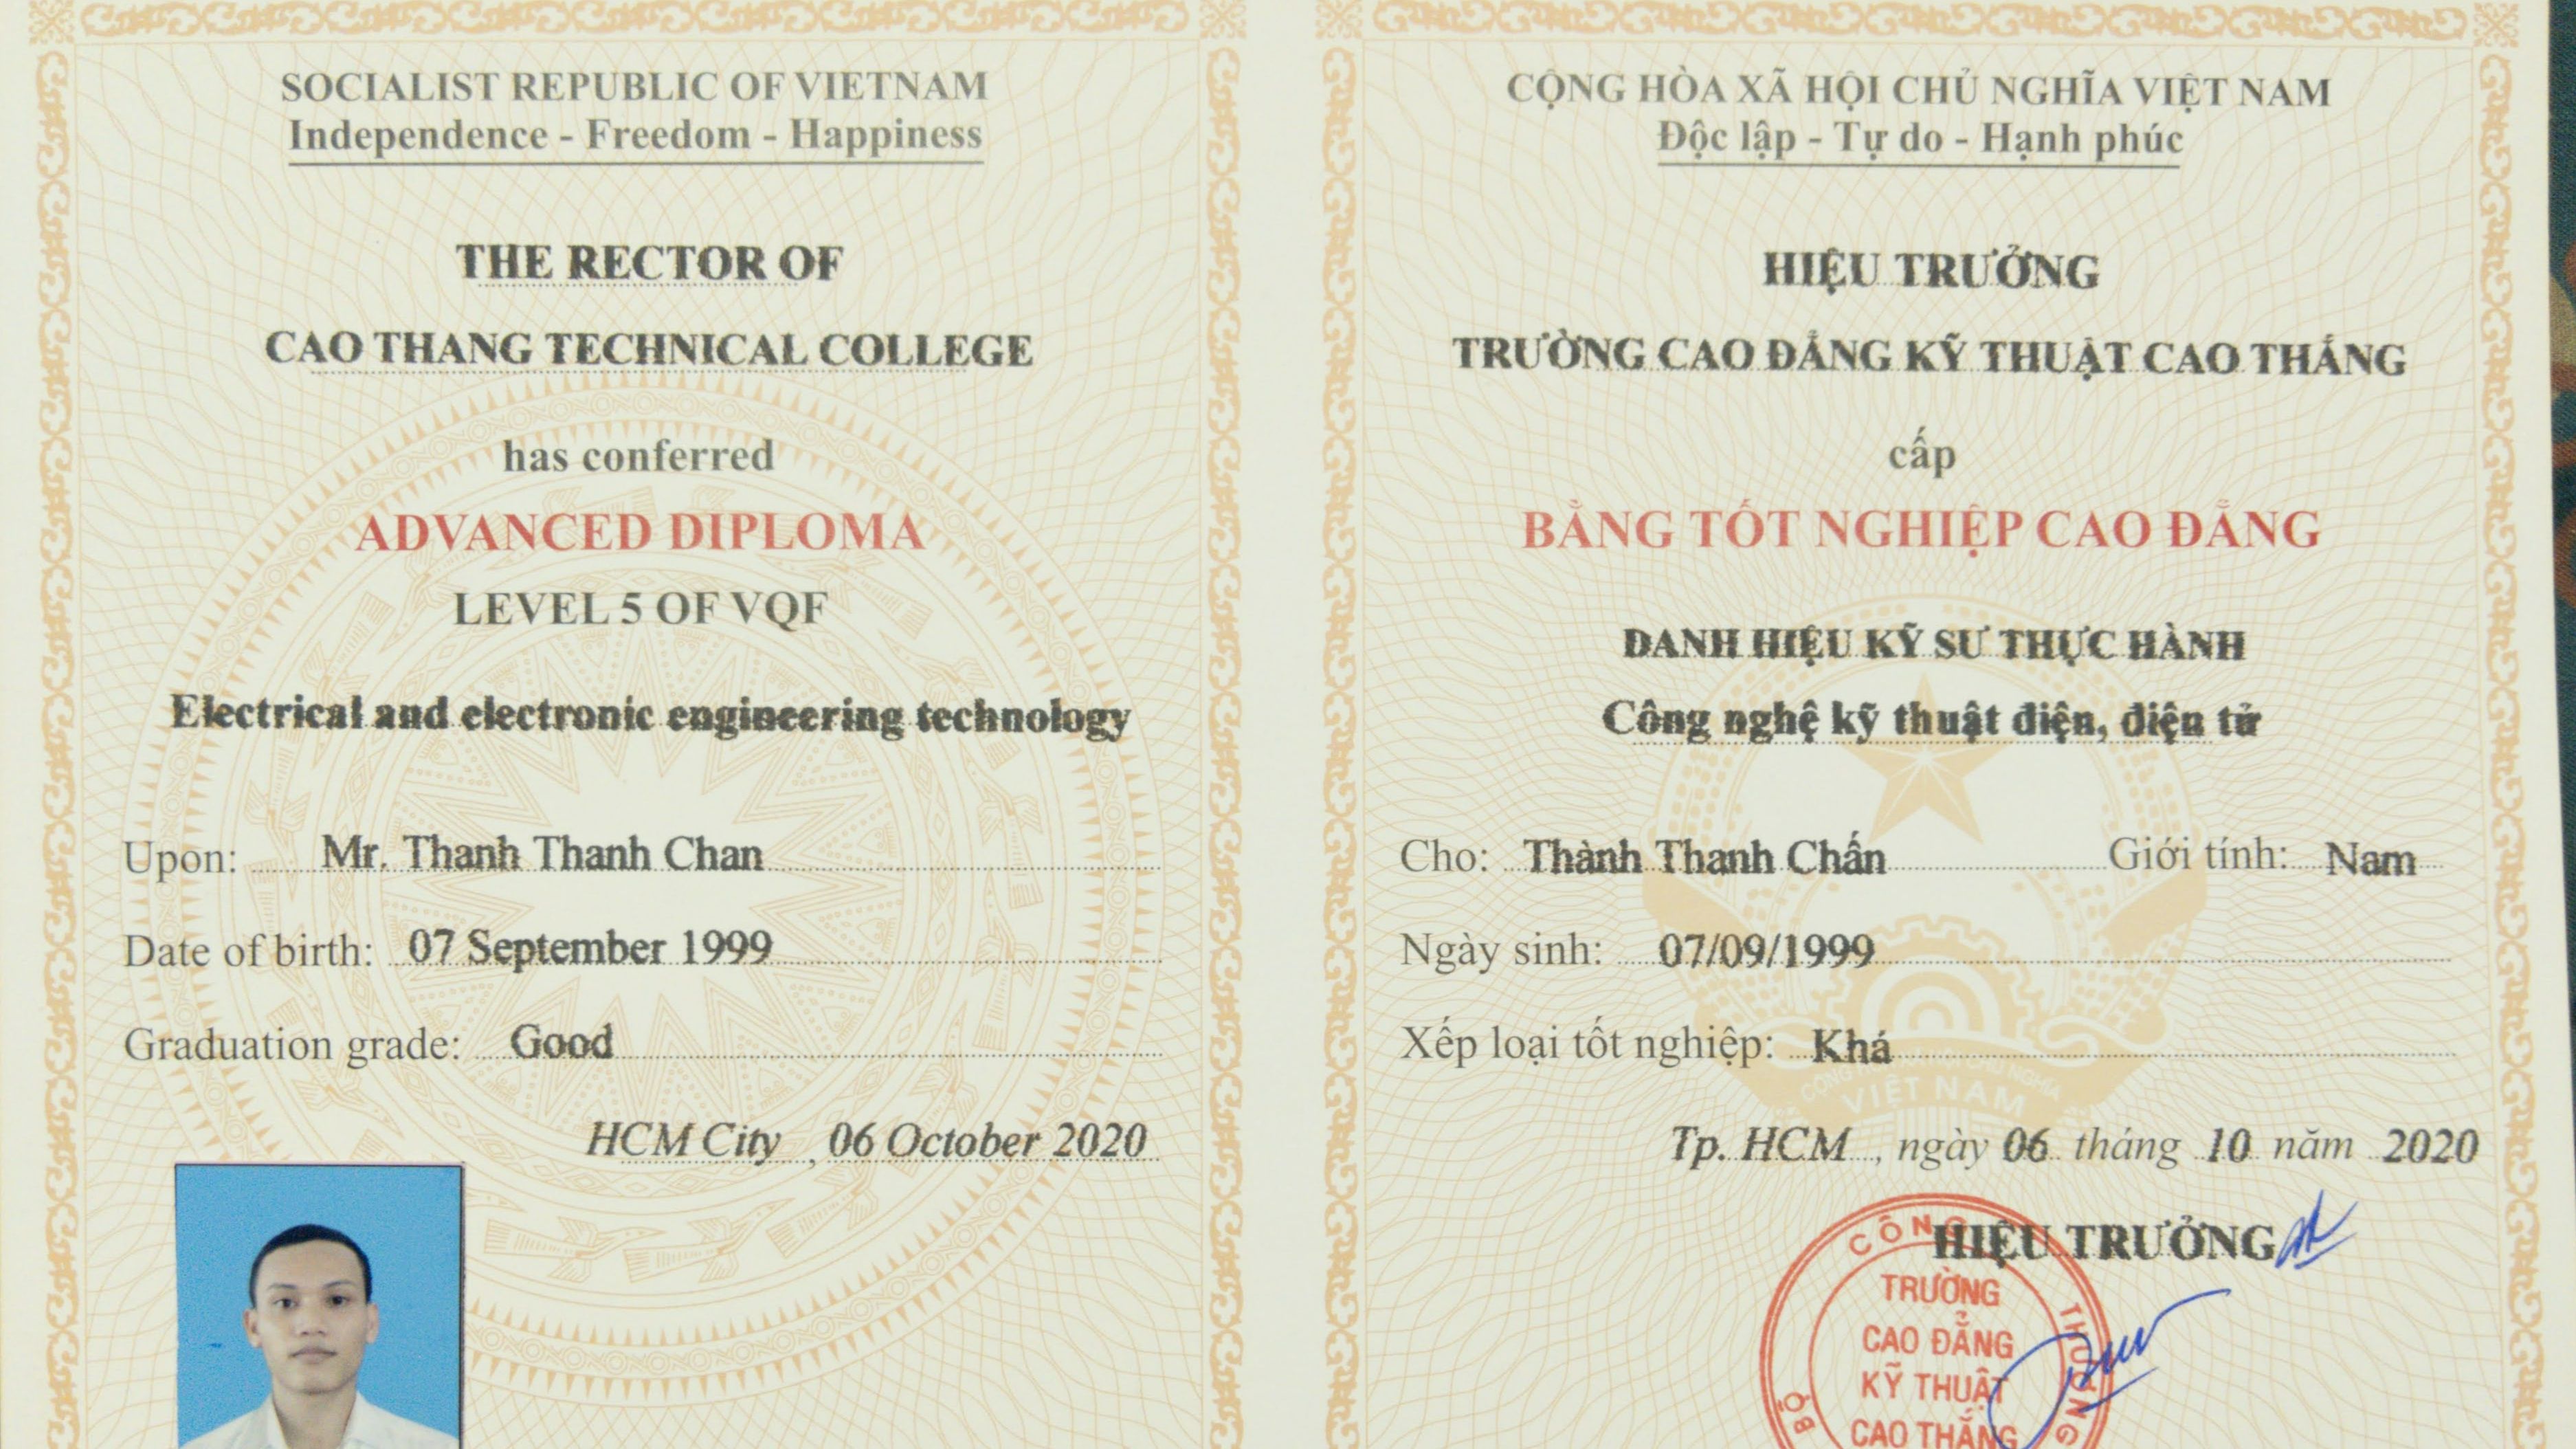 SOCIALIST REPUBLIC OF VIETNAM
Independence - Freedom - Happiness
THE RECTOR OF
CAO THANG TECHNICAL COLLEGE
has conferred
ADVANCED DIPLOMA
LEVEL 5 OF VQF
Electrical and electronic engineering technology
Upon: Mr. Thanh Thanh Chan
Date of birth: 07 September 1999
Graduation grade: Good
HCM City , 06 October 2020
CỘNG HÒA XÃ HỘI CHỦ NGHĨA VIỆT NAM
Độc lập - Tự do - Hạnh phúc
HIỆU TRƯỞNG
TRƯỜNG CAO ĐẲNG KỸ THUẬT CAO THẮNG
cấp
BẰNG TỐT NGHIỆP CAO ĐẲNG
DANH HIỆU KỸ SƯ THỰC HÀNH
Công nghệ kỹ thuật điện, điện tử
Cho: Thành Thanh Chấn Giới tính: Nam
Ngày sinh: 07/09/1999
Xếp loại tốt nghiệp: Khá
VIỆT NAM
Tp. HCM , ngày 06 tháng 10 năm 2020
HIỆU TRƯỞNG
BỘ CÔNG THƯƠNG
TRƯỜNG
CAO ĐẲNG
KỸ THUẬT
CAO THẮNG